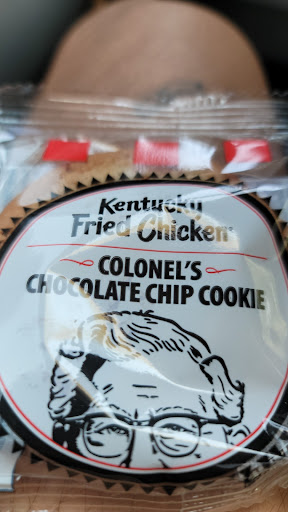 Kentucky
Fried Chicken
COLONEL'S
CHOCOLATE CHIP COOKIE